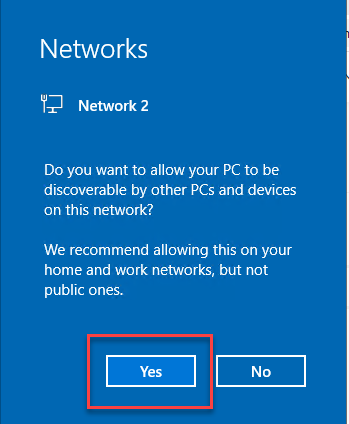 Networks
Network 2
Do you want to allow your PC to be
discoverable by other PCs and devices
on this network?
We recommend allowing this on your
home and work networks, but not
public ones.
Yes
No